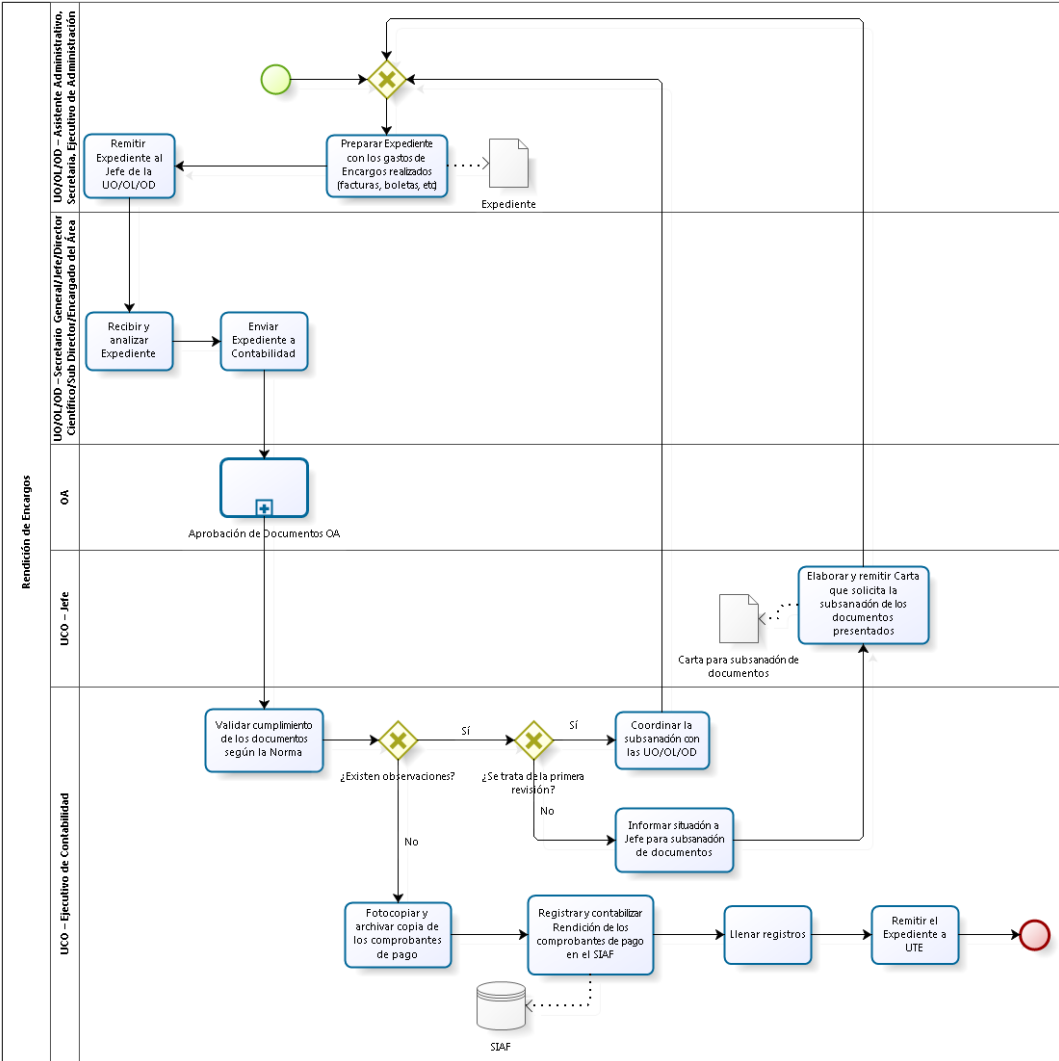 Rendición de Encargos
UO/OL/OD – Asistente Administrativo,
Secretaria, Ejecutivo de Administración
Remitir
Expediente al
Jefe de la
UO/OL/OD
Preparar Expediente
con los gastos de
Encargos realizados
(facturas, boletas, etc)
Expediente
UO/OL/OD – Secretario General/Jefe/Director
Científico/Sub Director/Encargado del Área
Recibir y
analizar
Expediente
Enviar
Expediente a
Contabilidad
OA
Aprobación de Documentos OA
UCO – Jefe
Elaborar y remitir Carta
que solicita la
subsanación de los
documentos
presentados
Carta para subsanación de
documentos
UCO – Ejecutivo de Contabilidad
Validar cumplimiento
de los documentos
según la Norma
¿Existen observaciones?
Sí
¿Se trata de la primera
revisión?
Sí
Coordinar la
subsanación con
las UO/OL/OD
No
Informar situación a
Jefe para subsanación
de documentos
No
Fotocopiar y
archivar copia de
los comprobantes
de pago
Registrar y contabilizar
Rendición de los
comprobantes de pago
en el SIAF
Llenar registros
Remitir el
Expediente a
UTE
SIAF